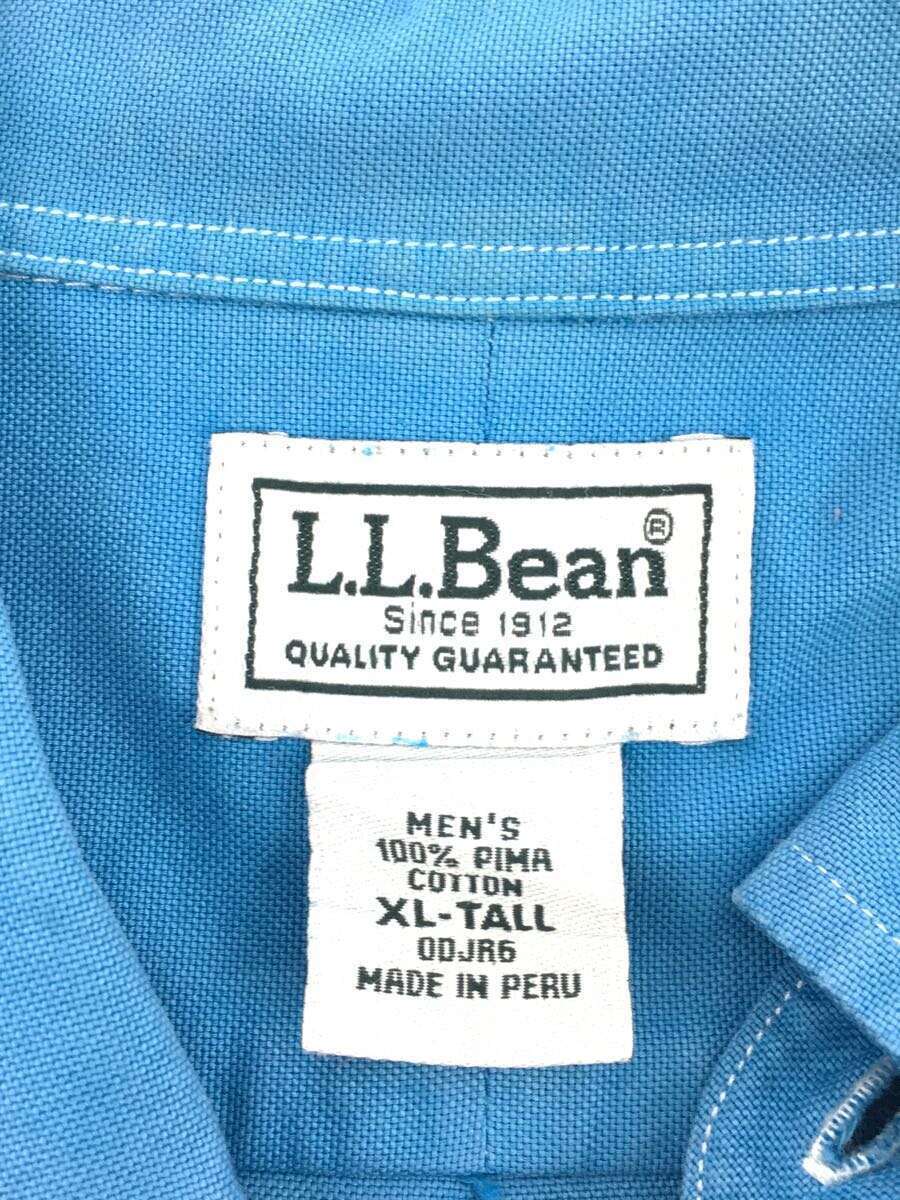 L.L.Bean®
Since 1912
QUALITY GUARANTEED
MEN'S
100% PIMA
COTTON
XL-TALL
0DJR6
MADE IN PERU